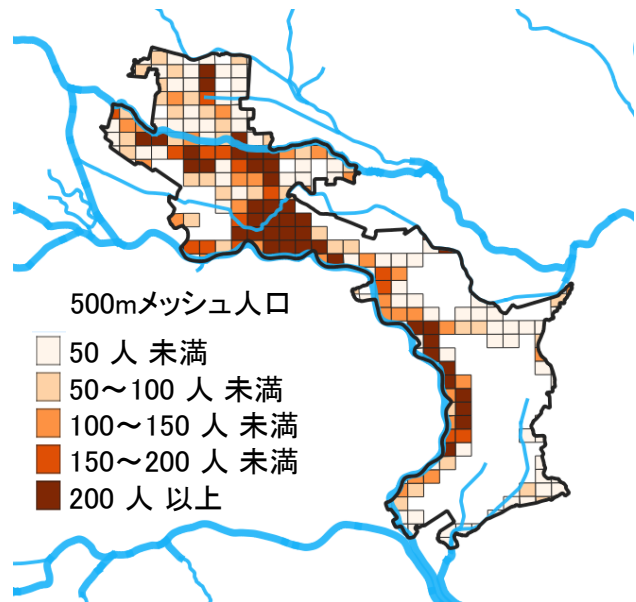 500mメッシュ人口
50 人 未満
50～100 人 未満
100～150 人 未満
150～200 人 未満
200 人 以上